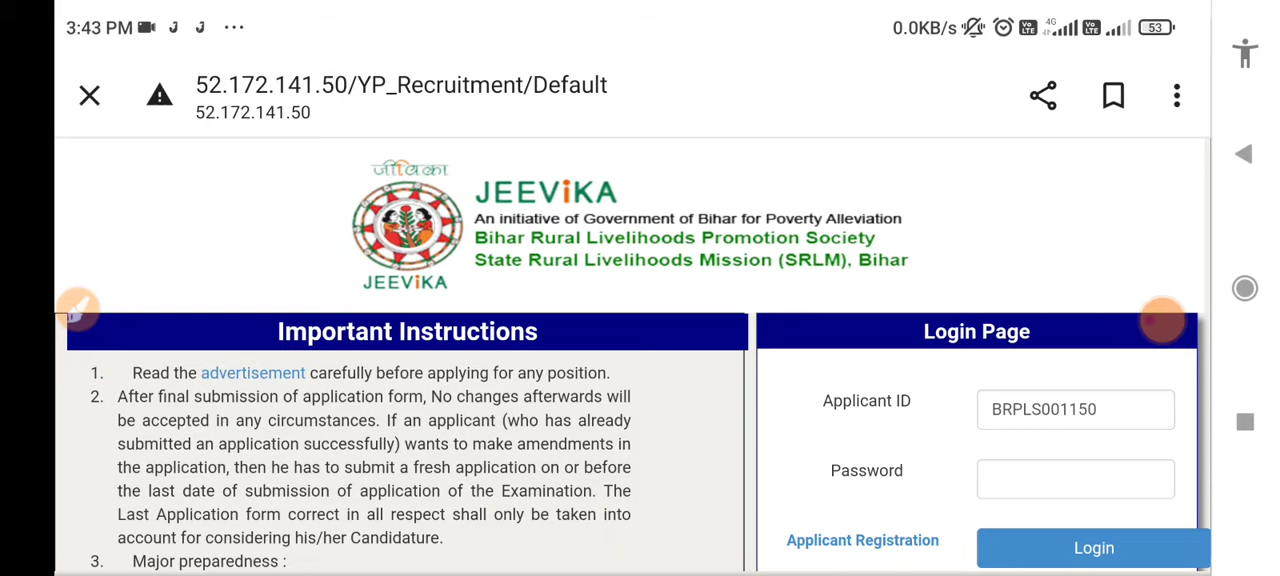 3:43 PM ...
0.0KB/s 4G Vo LTE Vo LTE 53
52.172.141.50/YP_Recruitment/Default
52.172.141.50
जीविका
JEEViKA
An initiative of Government of Bihar for Poverty Alleviation
Bihar Rural Livelihoods Promotion Society
State Rural Livelihoods Mission (SRLM), Bihar
JEEViKA
Important Instructions
1. Read the advertisement carefully before applying for any position.
2. After final submission of application form, No changes afterwards will
be accepted in any circumstances. If an applicant (who has already
submitted an application successfully) wants to make amendments in
the application, then he has to submit a fresh application on or before
the last date of submission of application of the Examination. The
Last Application form correct in all respect shall only be taken into
account for considering his/her Candidature.
3. Major preparedness :
Login Page
Applicant ID
BRPLS001150
Password
Applicant Registration
Login